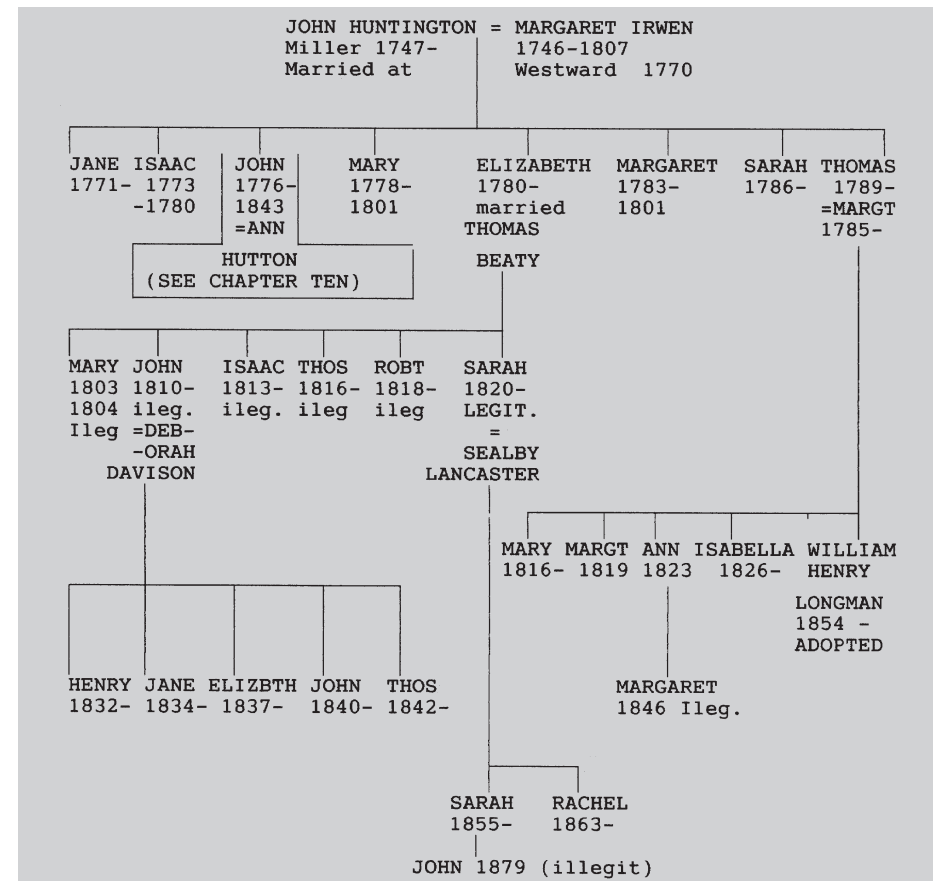 JOHN HUNTINGTON = MARGARET IRWEN
Miller 1747- 1746-1807
Married at Westward 1770
JANE ISAAC JOHN MARY ELIZABETH MARGARET SARAH THOMAS
1771- 1773 1776- 1778- 1780- 1783- 1786- 1789-
-1780 1843 1801 married 1801 =MARGT
=ANN THOMAS 1785-
HUTTON BEATY
(SEE CHAPTER TEN)
MARY JOHN ISAAC THOS ROBT SARAH
1803 1810- 1813- 1816- 1818- 1820-
1804 ileg. ileg. ileg ileg LEGIT.
Ileg =DEB- =
-ORAH SEALBY
DAVISON LANCASTER
MARY MARGT ANN ISABELLA WILLIAM
1816- 1819 1823 1826- HENRY
LONGMAN
1854 -
ADOPTED
HENRY JANE ELIZBTH JOHN THOS MARGARET
1832- 1834- 1837- 1840- 1842- 1846 Ileg.
SARAH RACHEL
1855- 1863-
JOHN 1879 (illegit)